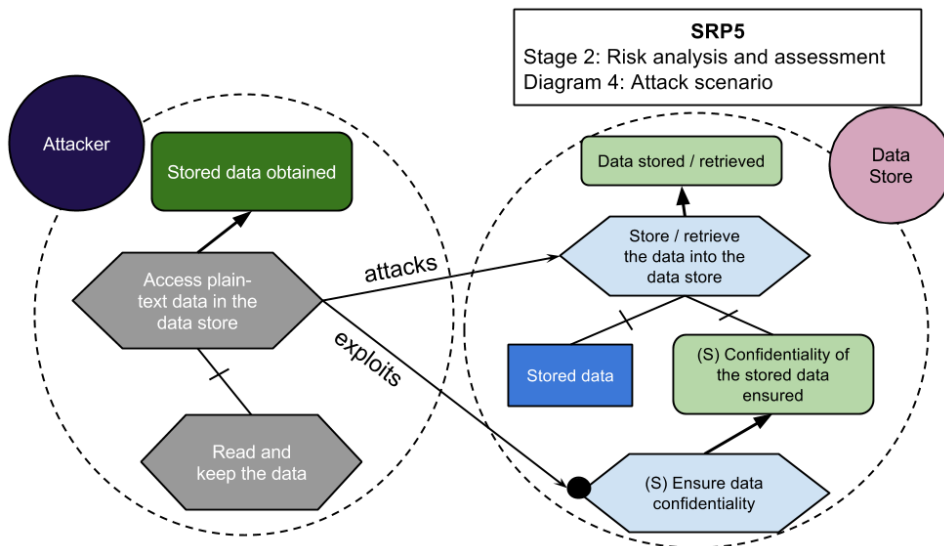 SRP5
Stage 2: Risk analysis and assessment
Diagram 4: Attack scenario
Attacker
Stored data obtained
Access plain-
text data in the
data store
Read and
keep the data
attacks
exploits
Data
Store
Data stored / retrieved
Store / retrieve
the data into the
data store
Stored data
(S) Confidentiality of
the stored data
ensured
(S) Ensure data
confidentiality